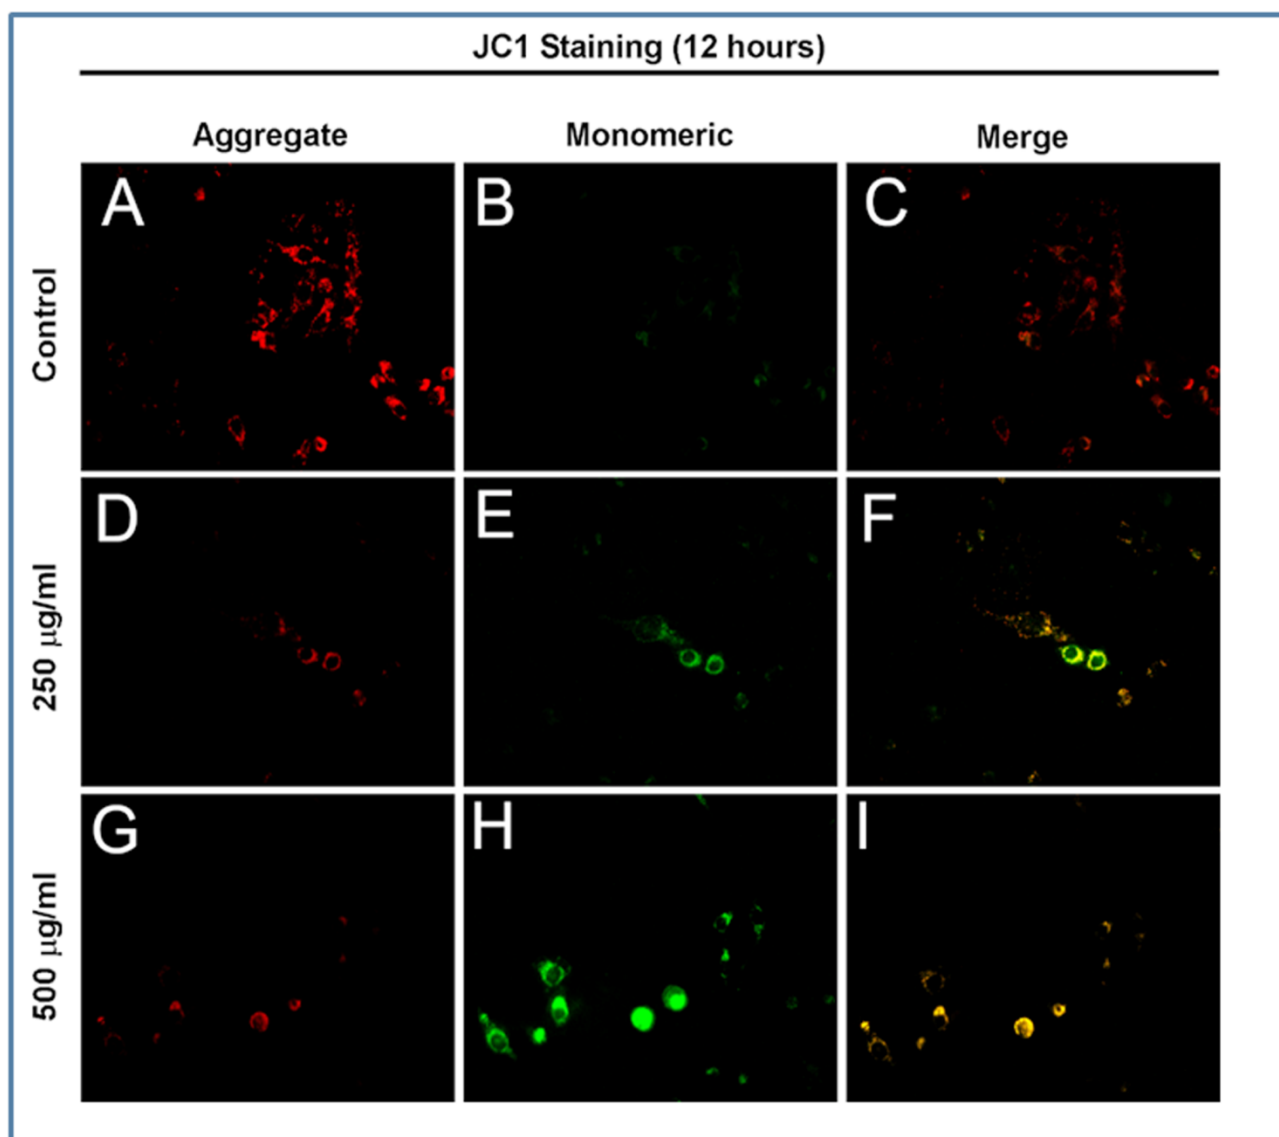 JC1 Staining (12 hours)
Aggregate Monomeric Merge
Control
A B C
250 μg/ml
D E F
500 μg/ml
G H I